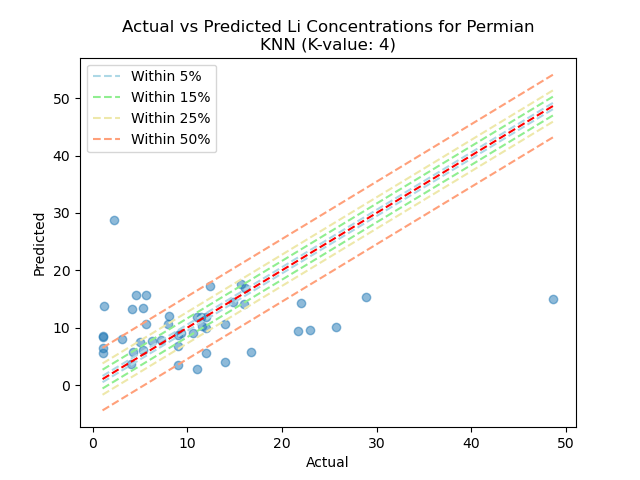 Actual vs Predicted Li Concentrations for Permian
KNN (K-value: 4)
Within 5%
Within 15%
Within 25%
Within 50%
Predicted
50
40
30
20
10
0
0 10 20 30 40 50
Actual